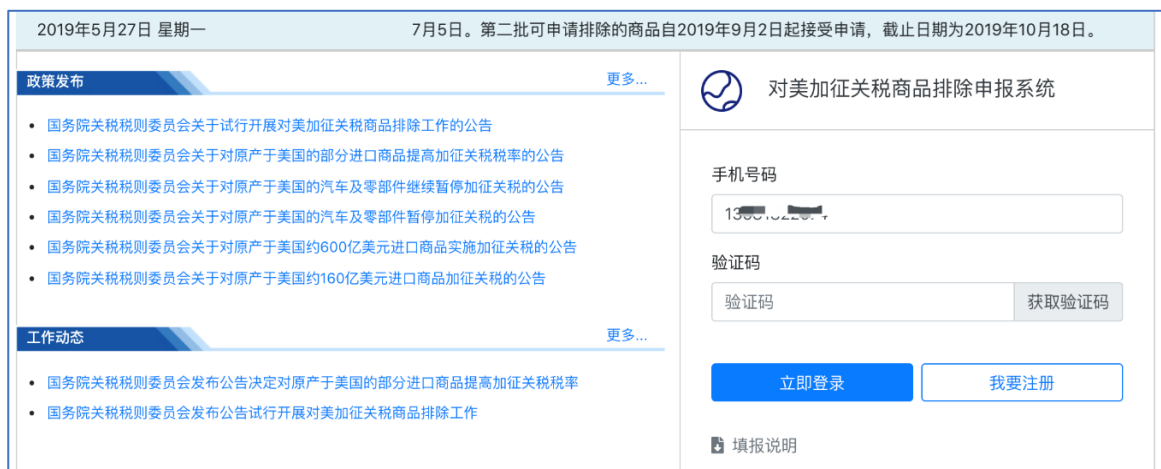 2019年5月27日 星期一
7月5日。第二批可申请排除的商品自2019年9月2日起接受申请，截止日期为2019年10月18日。
政策发布
更多...
国务院关税税则委员会关于试行开展对美加征关税商品排除工作的公告
国务院关税税则委员会关于对原产于美国的部分进口商品提高加征关税税率的公告
国务院关税税则委员会关于对原产于美国的汽车及零部件继续暂停加征关税的公告
国务院关税税则委员会关于对原产于美国的汽车及零部件暂停加征关税的公告
国务院关税税则委员会关于对原产于美国约600亿美元进口商品实施加征关税的公告
国务院关税税则委员会关于对原产于美国约160亿美元进口商品加征关税的公告
工作动态
更多...
国务院关税税则委员会发布公告决定对原产于美国的部分进口商品提高加征关税税率
国务院关税税则委员会发布公告试行开展对美加征关税商品排除工作
对美加征关税商品排除申报系统
手机号码
验证码
验证码
获取验证码
立即登录
我要注册
填报说明